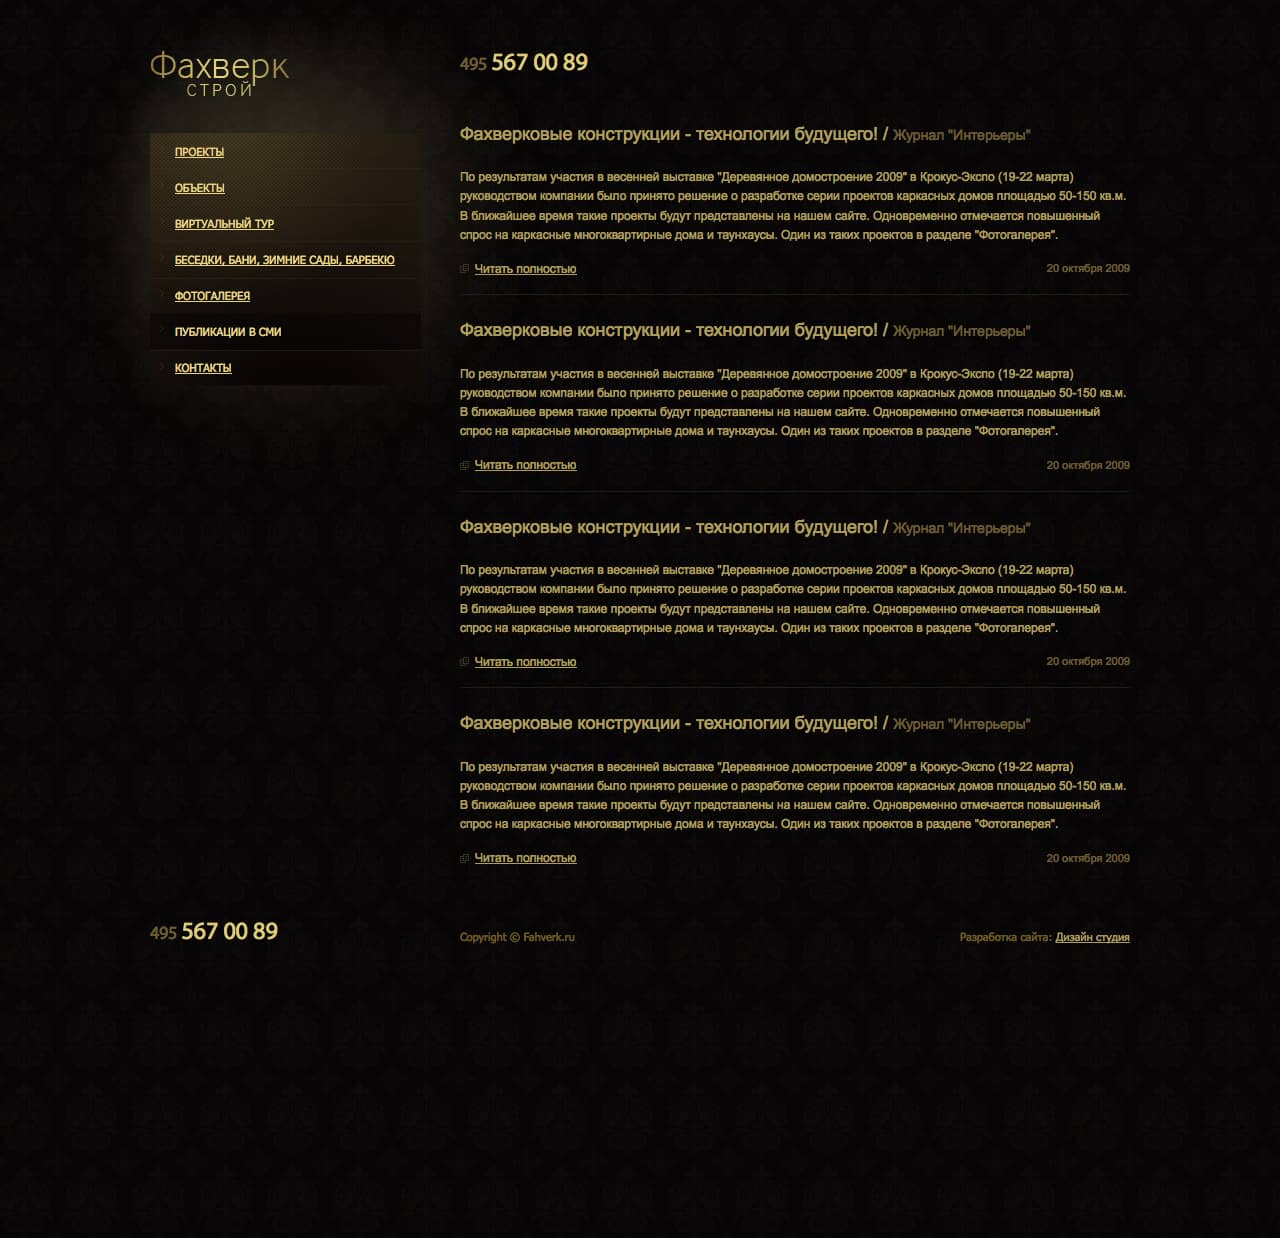 Фахверк
СТРОЙ
495 567 00 89
ПРОЕКТЫ
ОБЪЕКТЫ
ВИРТУАЛЬНЫЙ ТУР
БЕСЕДКИ, БАНИ, ЗИМНИЕ САДЫ, БАРБЕКЮ
ФОТОГАЛЕРЕЯ
ПУБЛИКАЦИИ В СМИ
КОНТАКТЫ
Фахверковые конструкции - технологии будущего! / Журнал "Интерьеры"
По результатам участия в весенней выставке "Деревянное домостроение 2009" в Крокус-Экспо (19-22 марта)
руководством компании было принято решение о разработке серии проектов каркасных домов площадью 50-150 кв.м.
В ближайшее время такие проекты будут представлены на нашем сайте. Одновременно отмечается повышенный
спрос на каркасные многоквартирные дома и таунхаусы. Один из таких проектов в разделе "Фотогалерея".
Читать полностью 20 октября 2009
Фахверковые конструкции - технологии будущего! / Журнал "Интерьеры"
По результатам участия в весенней выставке "Деревянное домостроение 2009" в Крокус-Экспо (19-22 марта)
руководством компании было принято решение о разработке серии проектов каркасных домов площадью 50-150 кв.м.
В ближайшее время такие проекты будут представлены на нашем сайте. Одновременно отмечается повышенный
спрос на каркасные многоквартирные дома и таунхаусы. Один из таких проектов в разделе "Фотогалерея".
Читать полностью 20 октября 2009
Фахверковые конструкции - технологии будущего! / Журнал "Интерьеры"
По результатам участия в весенней выставке "Деревянное домостроение 2009" в Крокус-Экспо (19-22 марта)
руководством компании было принято решение о разработке серии проектов каркасных домов площадью 50-150 кв.м.
В ближайшее время такие проекты будут представлены на нашем сайте. Одновременно отмечается повышенный
спрос на каркасные многоквартирные дома и таунхаусы. Один из таких проектов в разделе "Фотогалерея".
Читать полностью 20 октября 2009
Фахверковые конструкции - технологии будущего! / Журнал "Интерьеры"
По результатам участия в весенней выставке "Деревянное домостроение 2009" в Крокус-Экспо (19-22 марта)
руководством компании было принято решение о разработке серии проектов каркасных домов площадью 50-150 кв.м.
В ближайшее время такие проекты будут представлены на нашем сайте. Одновременно отмечается повышенный
спрос на каркасные многоквартирные дома и таунхаусы. Один из таких проектов в разделе "Фотогалерея".
Читать полностью 20 октября 2009
495 567 00 89
Copyright © Fahverk.ru
Разработка сайта: Дизайн студия